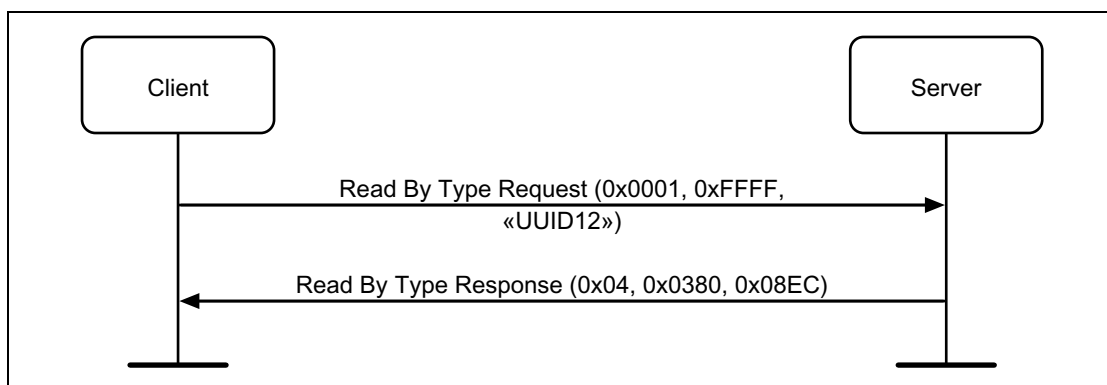 Client
Server
Read By Type Request (0x0001, 0xFFFF,
«UUID12»)
Read By Type Response (0x04, 0x0380, 0x08EC)